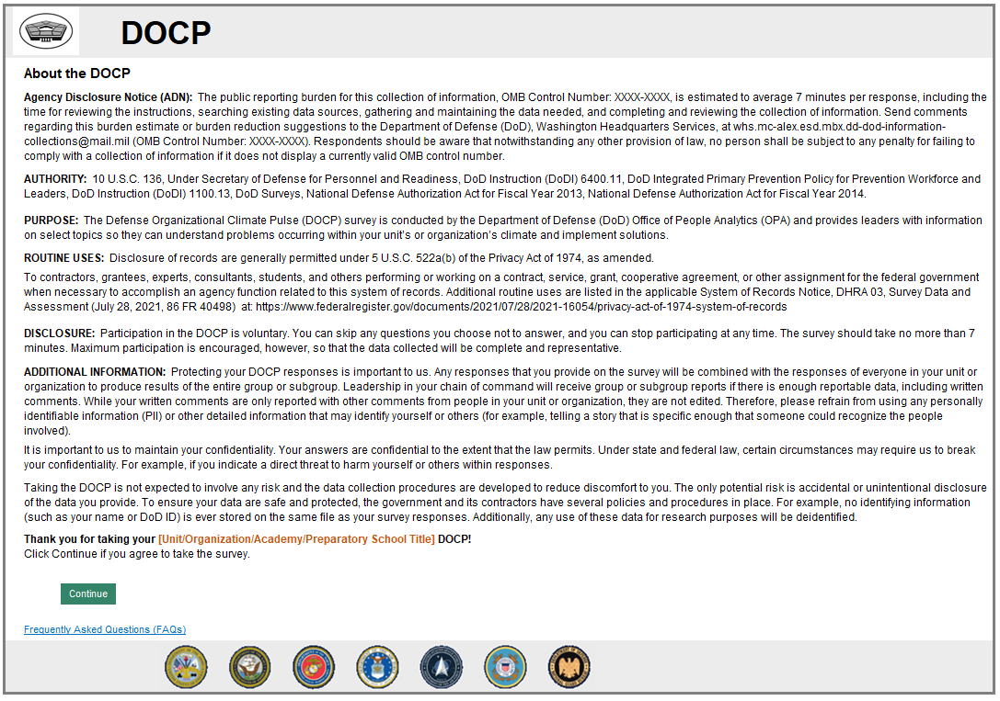 DOCP
About the DOCP
Agency Disclosure Notice (ADN): The public reporting burden for this collection of information, OMB Control Number: XXXX-XXXX, is estimated to average 7 minutes per response, including the
time for reviewing the instructions, searching existing data sources, gathering and maintaining the data needed, and completing and reviewing the collection of information. Send comments
regarding this burden estimate or burden reduction suggestions to the Department of Defense (DoD), Washington Headquarters Services, at whs.mc-alex.esd.mbx.dd-dod-information-
collections@mail.mil (OMB Control Number: XXXX-XXXX). Respondents should be aware that notwithstanding any other provision of law, no person shall be subject to any penalty for failing to
comply with a collection of information if it does not display a currently valid OMB control number.
AUTHORITY: 10 U.S.C. 136, Under Secretary of Defense for Personnel and Readiness, DoD Instruction (DoDI) 6400.11, DoD Integrated Primary Prevention Policy for Prevention Workforce and
Leaders, DoD Instruction (DoDI) 1100.13, DoD Surveys, National Defense Authorization Act for Fiscal Year 2013, National Defense Authorization Act for Fiscal Year 2014.
PURPOSE: The Defense Organizational Climate Pulse (DOCP) survey is conducted by the Department of Defense (DoD) Office of People Analytics (OPA) and provides leaders with information
on select topics so they can understand problems occurring within your unit's or organization's climate and implement solutions.
ROUTINE USES: Disclosure of records are generally permitted under 5 U.S.C. 522a(b) of the Privacy Act of 1974, as amended.
To contractors, grantees, experts, consultants, students, and others performing or working on a contract, service, grant, cooperative agreement, or other assignment for the federal government
when necessary to accomplish an agency function related to this system of records. Additional routine uses are listed in the applicable System of Records Notice, DHRA 03, Survey Data and
Assessment (July 28, 2021, 86 FR 40498) at: https://www.federalregister.gov/documents/2021/07/28/2021-16054/privacy-act-of-1974-system-of-records
DISCLOSURE: Participation in the DOCP is voluntary. You can skip any questions you choose not to answer, and you can stop participating at any time. The survey should take no more than 7
minutes. Maximum participation is encouraged, however, so that the data collected will be complete and representative.
ADDITIONAL INFORMATION: Protecting your DOCP responses is important to us. Any responses that you provide on the survey will be combined with the responses of everyone in your unit or
organization to produce results of the entire group or subgroup. Leadership in your chain of command will receive group or subgroup reports if there is enough reportable data, including written
comments. While your written comments are only reported with other comments from people in your unit or organization, they are not edited. Therefore, please refrain from using any personally
identifiable information (PII) or other detailed information that may identify yourself or others (for example, telling a story that is specific enough that someone could recognize the people
involved).
It is important to us to maintain your confidentiality. Your answers are confidential to the extent that the law permits. Under state and federal law, certain circumstances may require us to break
your confidentiality. For example, if you indicate a direct threat to harm yourself or others within responses.
Taking the DOCP is not expected to involve any risk and the data collection procedures are developed to reduce discomfort to you. The only potential risk is accidental or unintentional disclosure
of the data you provide. To ensure your data are safe and protected, the government and its contractors have several policies and procedures in place. For example, no identifying information
(such as your name or DoD ID) is ever stored on the same file as your survey responses. Additionally, any use of these data for research purposes will be deidentified.
Thank you for taking your [Unit/Organization/Academy/Preparatory School Title] DOCP!
Click Continue if you agree to take the survey.
Continue
Frequently Asked Questions (FAQs)